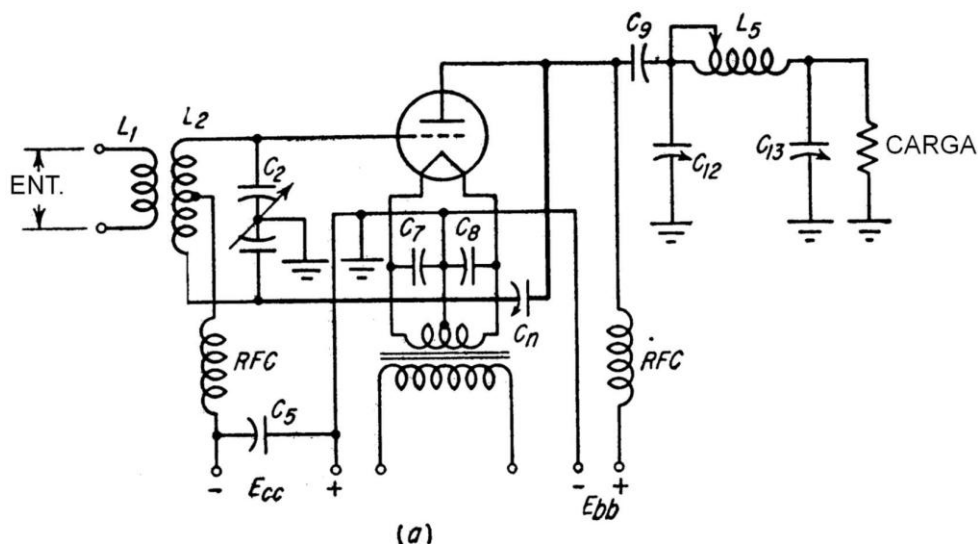 C9
L5
L1
L2
ENT.
C2
C12
C13
CARGA
C7
C8
Cn
RFC
RFC
C5
-
Ecc
+
-
Ebb
+
(a)